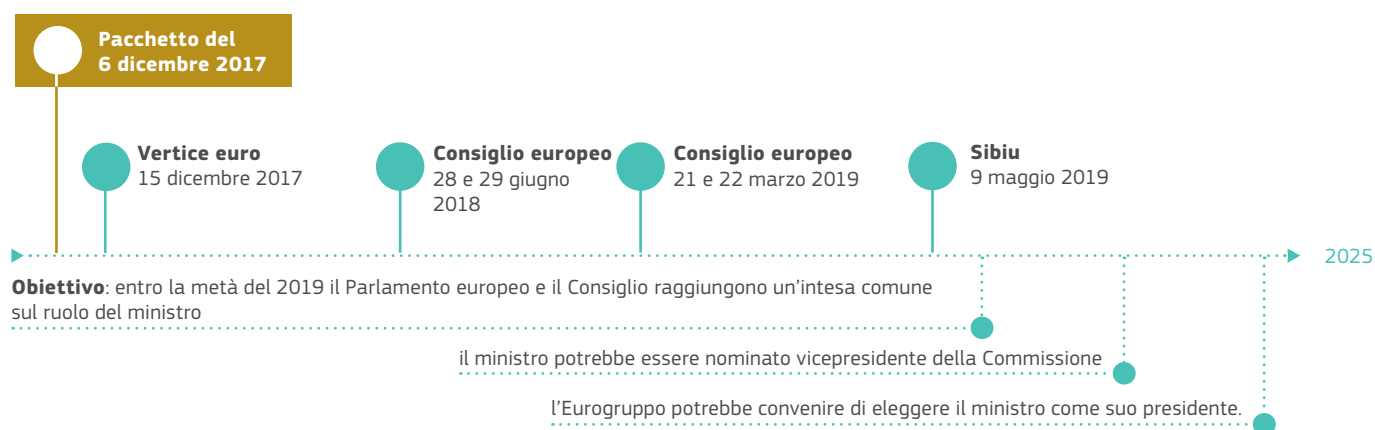 Pacchetto del
6 dicembre 2017
Vertice euro
15 dicembre 2017
Consiglio europeo
28 e 29 giugno
2018
Consiglio europeo
21 e 22 marzo 2019
Sibiu
9 maggio 2019
2025
Obiettivo: entro la metà del 2019 il Parlamento europeo e il Consiglio raggiungono un’intesa comune
sul ruolo del ministro
il ministro potrebbe essere nominato vicepresidente della Commissione
l’Eurogruppo potrebbe convenire di eleggere il ministro come suo presidente.